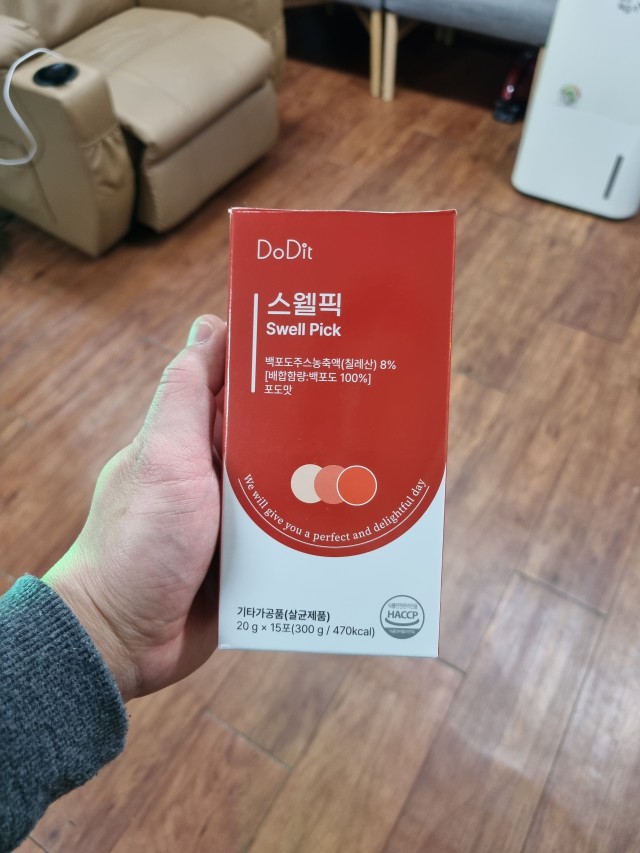 DoDit
스웰픽
Swell Pick
백포도주스농축액(칠레산) 8%
[배합함량:백포도 100%]
포도맛
We will give you a perfect and delightful day
기타가공품(살균제품)
20 g × 15포(300 g / 470kcal)
HACCP